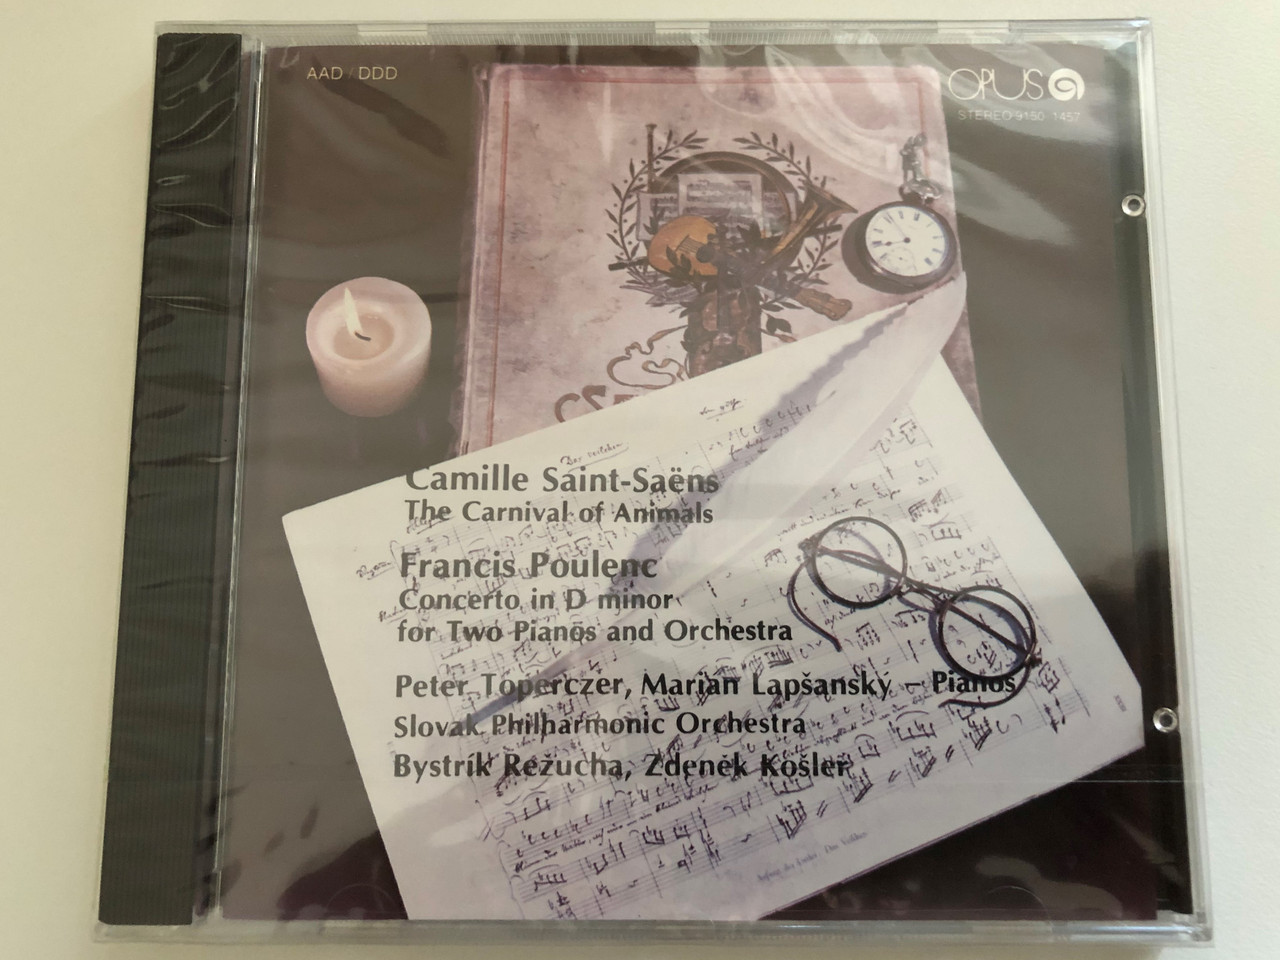 AAD / DDD
OPUS
STEREO 9150 1457
Camille Saint-Saëns
The Carnival of Animals
Francis Poulenc
Concerto in D minor
for Two Pianos and Orchestra
Peter Toperczer, Marian Lapšanský – Pianos
Slovak Philharmonic Orchestra
Bystrík Režucha, Zdeněk Košler